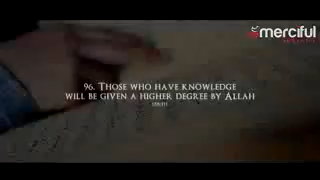 merciful
96. Those who have knowledge
will be given a higher degree by Allah